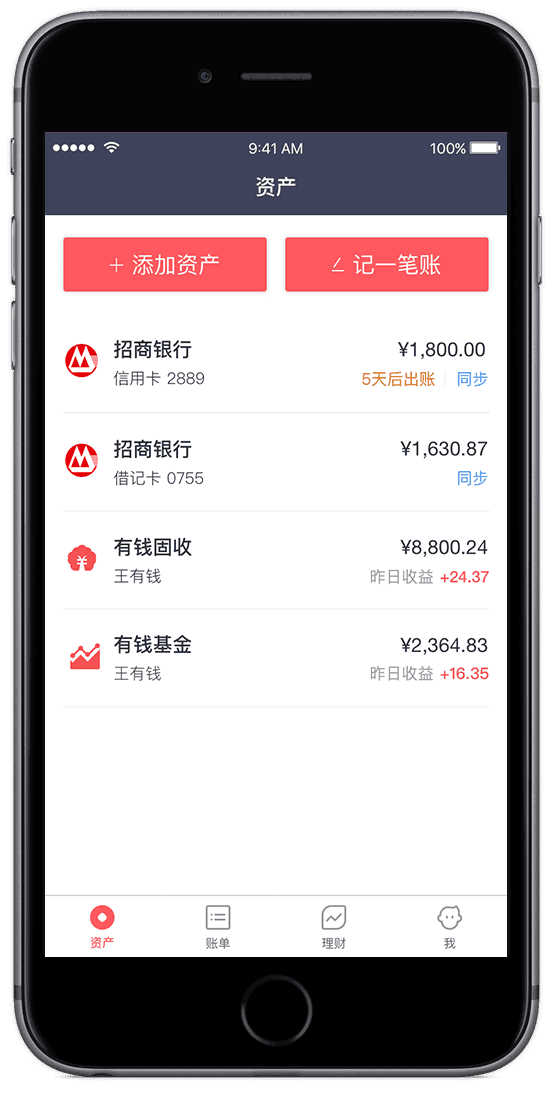 9:41 AM 100%
资产
+ 添加资产 记一笔账
招商银行 ¥1,800.00
信用卡 2889 5天后出账 同步
招商银行 ¥1,630.87
借记卡 0755 同步
有钱固收 ¥8,800.24
王有钱 昨日收益 +24.37
有钱基金 ¥2,364.83
王有钱 昨日收益 +16.35
资产 账单 理财 我